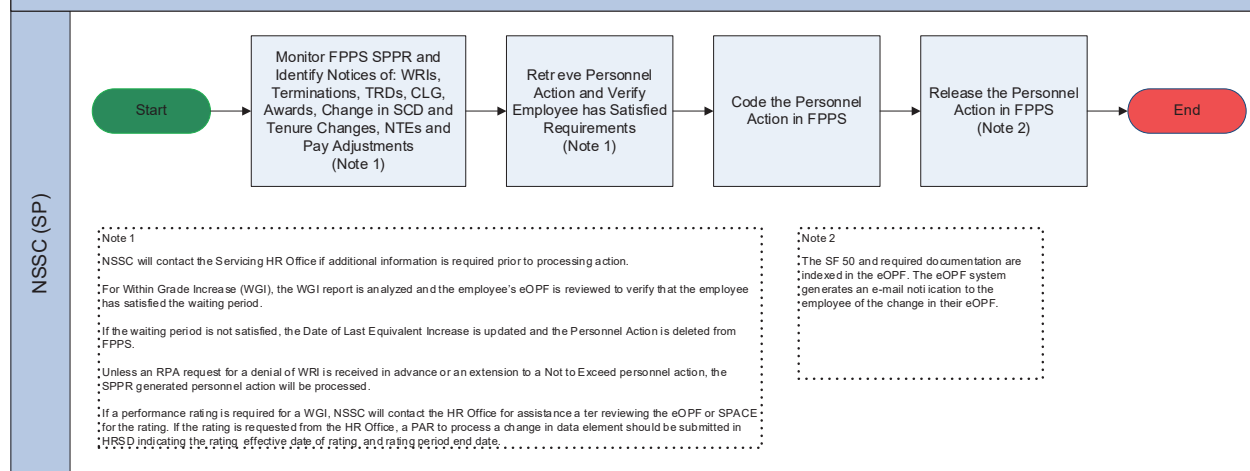 NSSC (SP)
Start
Monitor FPPS SPPR and
Identify Notices of: WRIs,
Terminations, TRDs, CLG,
Awards, Change in SCD and
Tenure Changes, NTEs and
Pay Adjustments
(Note 1)
Retr eve Personnel
Action and Verify
Employee has Satisfied
Requirements
(Note 1)
Code the Personnel
Action in FPPS
Release the Personnel
Action in FPPS
(Note 2)
End
Note 1
NSSC will contact the Servicing HR Office if additional information is required prior to processing action.
For Within Grade Increase (WGI), the WGI report is analyzed and the employee's eOPF is reviewed to verify that the employee
has satisfied the waiting period.
If the waiting period is not satisfied, the Date of Last Equivalent Increase is updated and the Personnel Action is deleted from
FPPS.
Unless an RPA request for a denial of WRI is received in advance or an extension to a Not to Exceed personnel action, the
SPPR generated personnel action will be processed.
If a performance rating is required for a WGI, NSSC will contact the HR Office for assistance a ter reviewing the eOPF or SPACE
for the rating. If the rating is requested from the HR Office, a PAR to process a change in data element should be submitted in
HRSD indicating the rating effective date of rating and rating period end date.
Note 2
The SF 50 and required documentation are
indexed in the eOPF. The eOPF system
generates an e-mail noti ication to the
employee of the change in their eOPF.